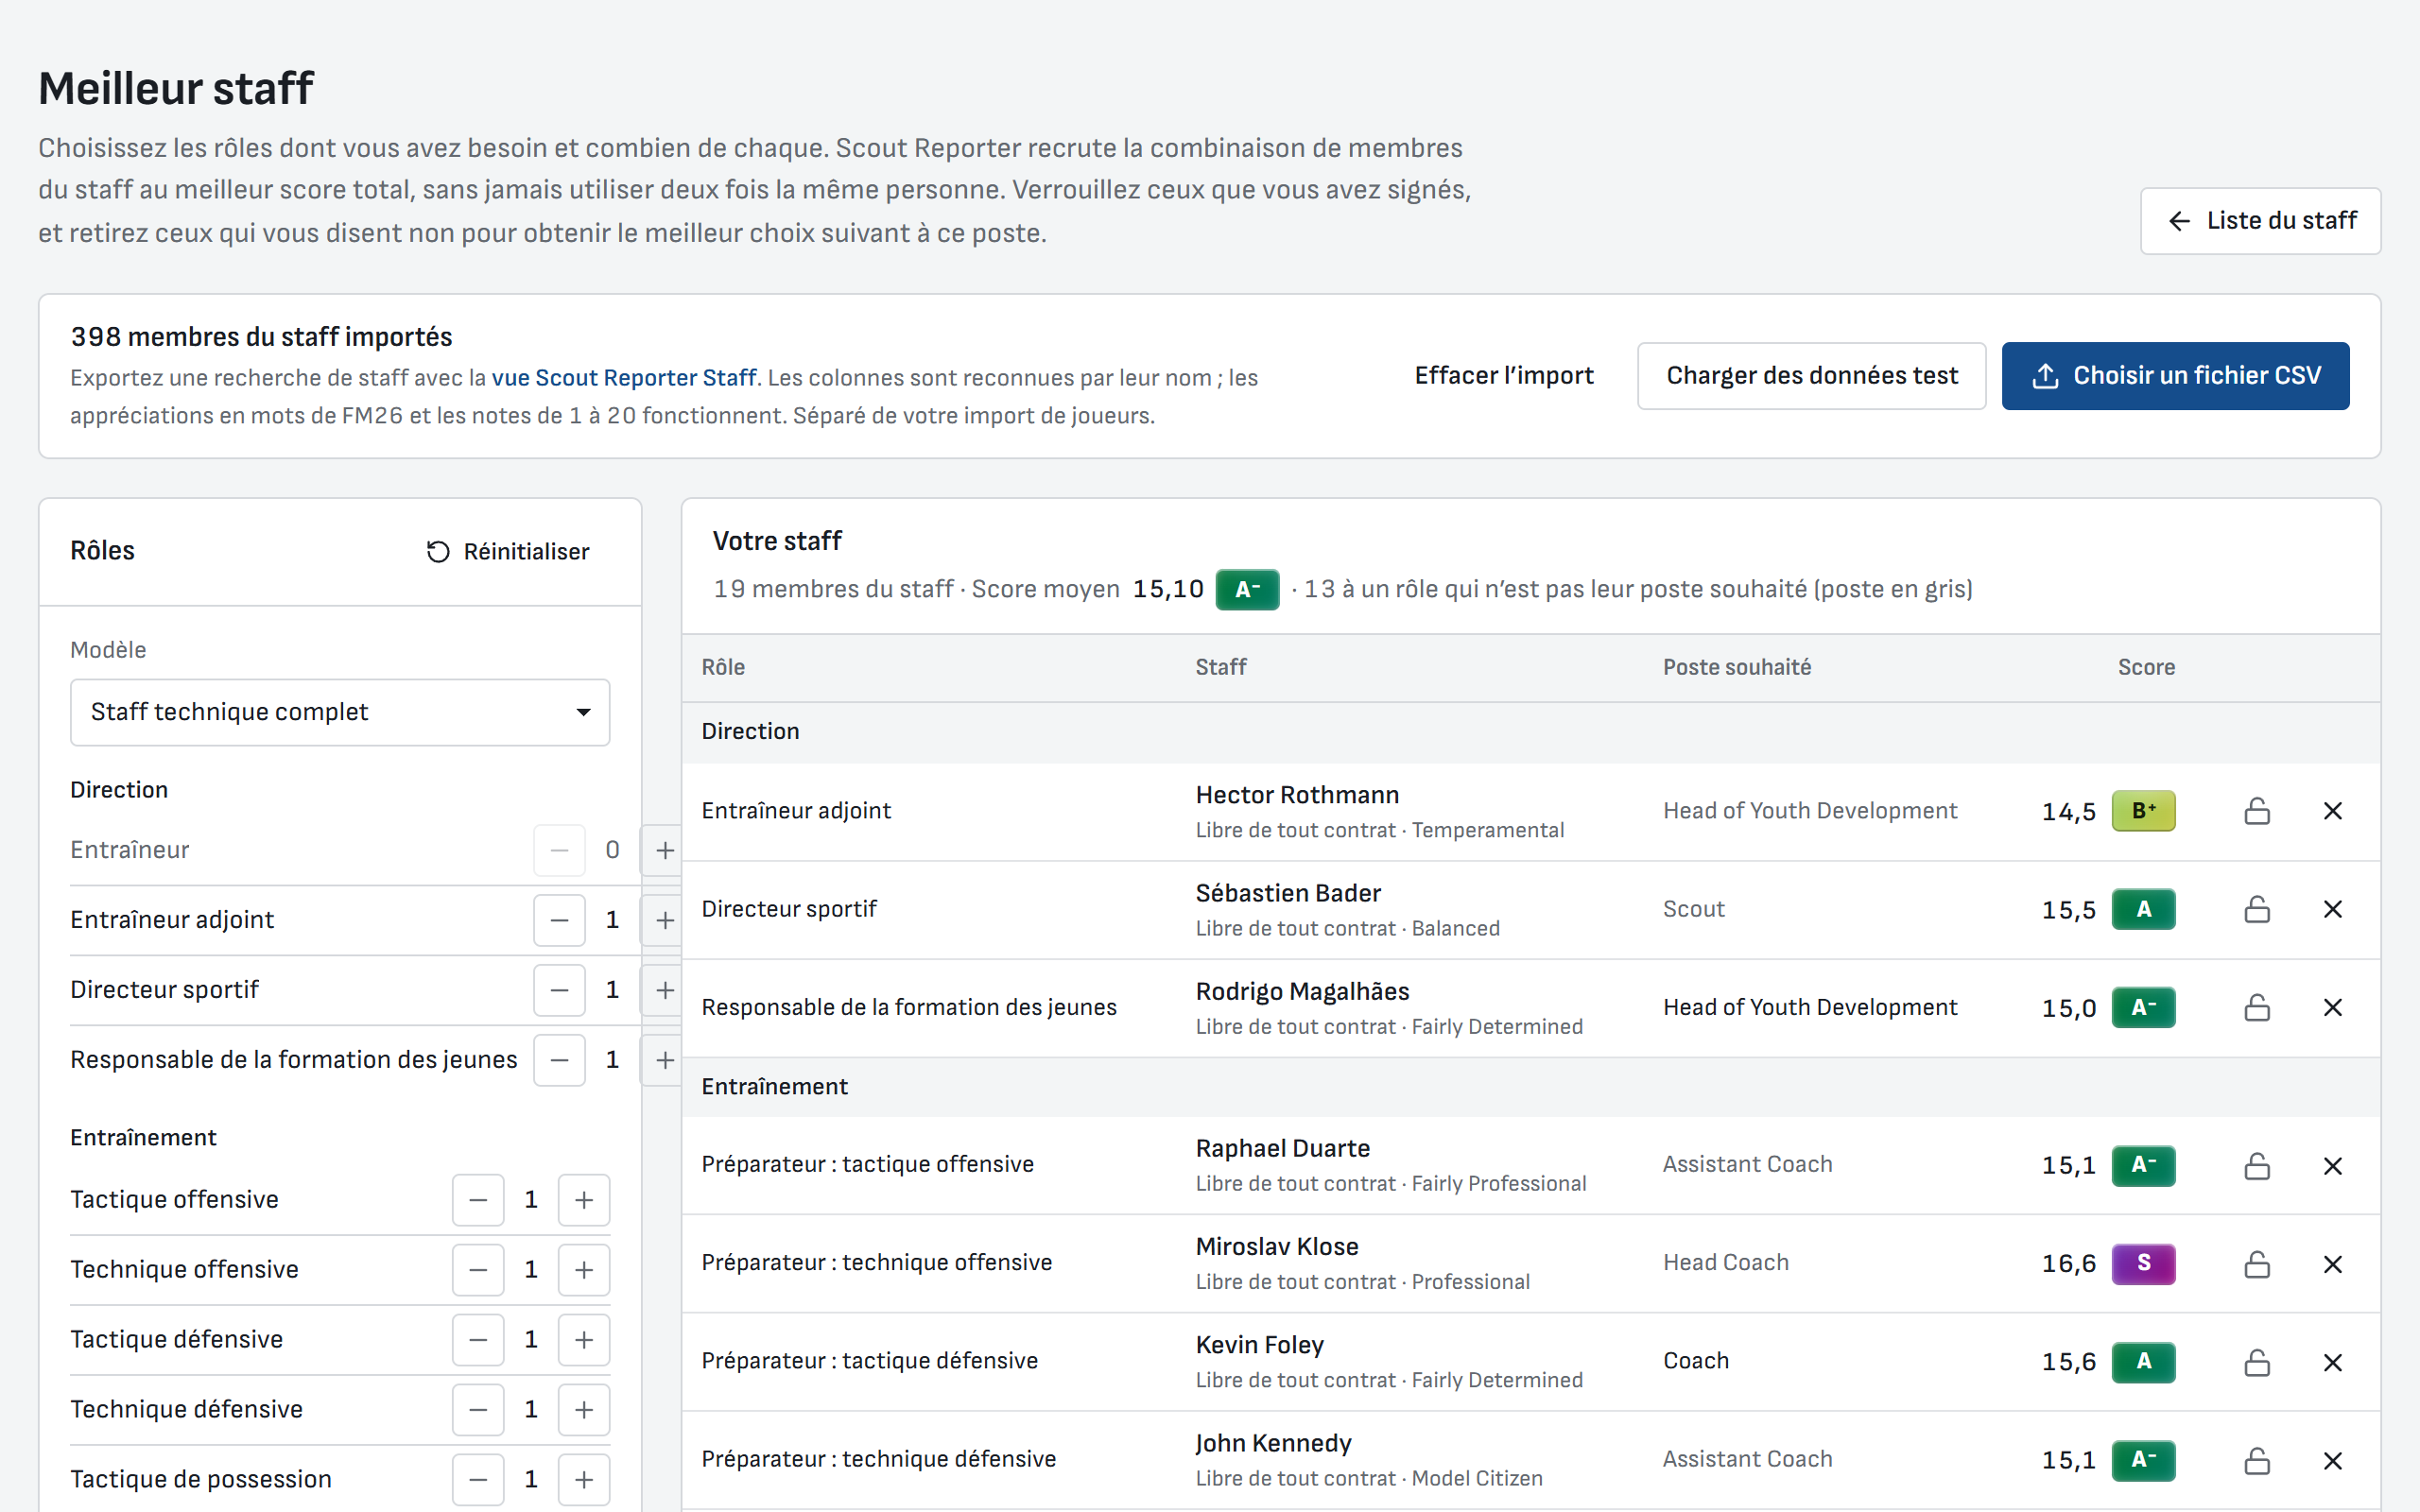 Meilleur staff
Choisissez les rôles dont vous avez besoin et combien de chaque. Scout Reporter recrute la combinaison de membres
du staff au meilleur score total, sans jamais utiliser deux fois la même personne. Verrouillez ceux que vous avez signés,
et retirez ceux qui vous disent non pour obtenir le meilleur choix suivant à ce poste.
Liste du staff
398 membres du staff importés
Exportez une recherche de staff avec la vue Scout Reporter Staff. Les colonnes sont reconnues par leur nom ; les
appréciations en mots de FM26 et les notes de 1 à 20 fonctionnent. Séparé de votre import de joueurs.
Effacer l’import
Charger des données test
Choisir un fichier CSV
Rôles
Réinitialiser
Modèle
Staff technique complet
Direction
Entraîneur − 0 +
Entraîneur adjoint − 1 +
Directeur sportif − 1 +
Responsable de la formation des jeunes − 1 +
Entraînement
Tactique offensive − 1 +
Technique offensive − 1 +
Tactique défensive − 1 +
Technique défensive − 1 +
Tactique de possession − 1 +
Votre staff
19 membres du staff · Score moyen 15,10 A⁻ · 13 à un rôle qui n’est pas leur poste souhaité (poste en gris)
Rôle Staff Poste souhaité Score
Direction
Entraîneur adjoint Hector Rothmann Head of Youth Development 14,5 B⁺
Libre de tout contrat · Temperamental
Directeur sportif Sébastien Bader Scout 15,5 A
Libre de tout contrat · Balanced
Responsable de la formation des jeunes Rodrigo Magalhães Head of Youth Development 15,0 A⁻
Libre de tout contrat · Fairly Determined
Entraînement
Préparateur : tactique offensive Raphael Duarte Assistant Coach 15,1 A⁻
Libre de tout contrat · Fairly Professional
Préparateur : technique offensive Miroslav Klose Head Coach 16,6 S
Libre de tout contrat · Professional
Préparateur : tactique défensive Kevin Foley Coach 15,6 A
Libre de tout contrat · Fairly Determined
Préparateur : technique défensive John Kennedy Assistant Coach 15,1 A⁻
Libre de tout contrat · Model Citizen